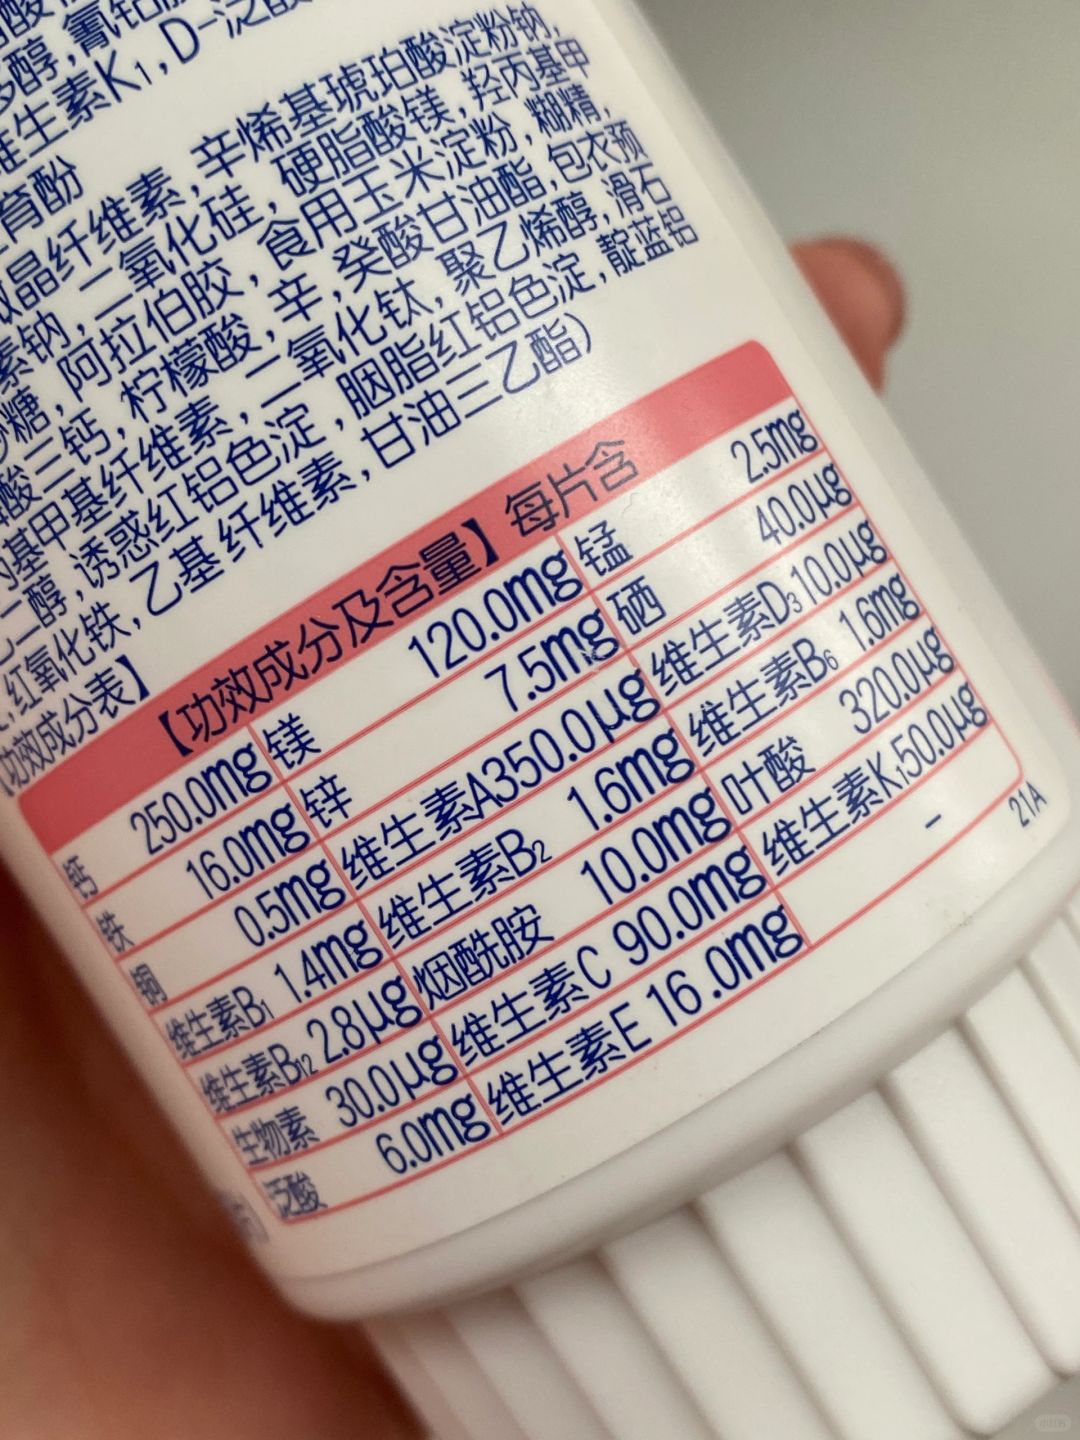 多醇，氰钴胺
维生素K₁，D-泛酸
生育酚
微晶纤维素，辛烯基琥珀酸淀粉钠，
素钠，二氧化硅，硬脂酸镁，羟丙基甲
砂糖，阿拉伯胶，食用玉米淀粉，糊精，
酸三钙，柠檬酸，辛，癸酸甘油酯，包衣预
丙基甲基纤维素，二氧化钛，聚乙烯醇，滑石
二醇，诱惑红铝色淀，胭脂红铝色淀，靛蓝铝
，红氧化铁，乙基纤维素，甘油三乙酯）
功效成分表】
【功效成分及含量】每片含
钙 250.0mg 镁 120.0mg 锰 2.5mg
铁 16.0mg 锌 7.5mg 硒 40.0μg
铜 0.5mg 维生素A 350.0μg 维生素D₃ 10.0μg
维生素B₁ 1.4mg 维生素B₂ 1.6mg 维生素B₆ 1.6mg
维生素B₁₂ 2.8μg 烟酰胺 10.0mg 叶酸 320.0μg
生物素 30.0μg 维生素C 90.0mg 维生素K₁ 50.0μg
泛酸 6.0mg 维生素E 16.0mg –
21A